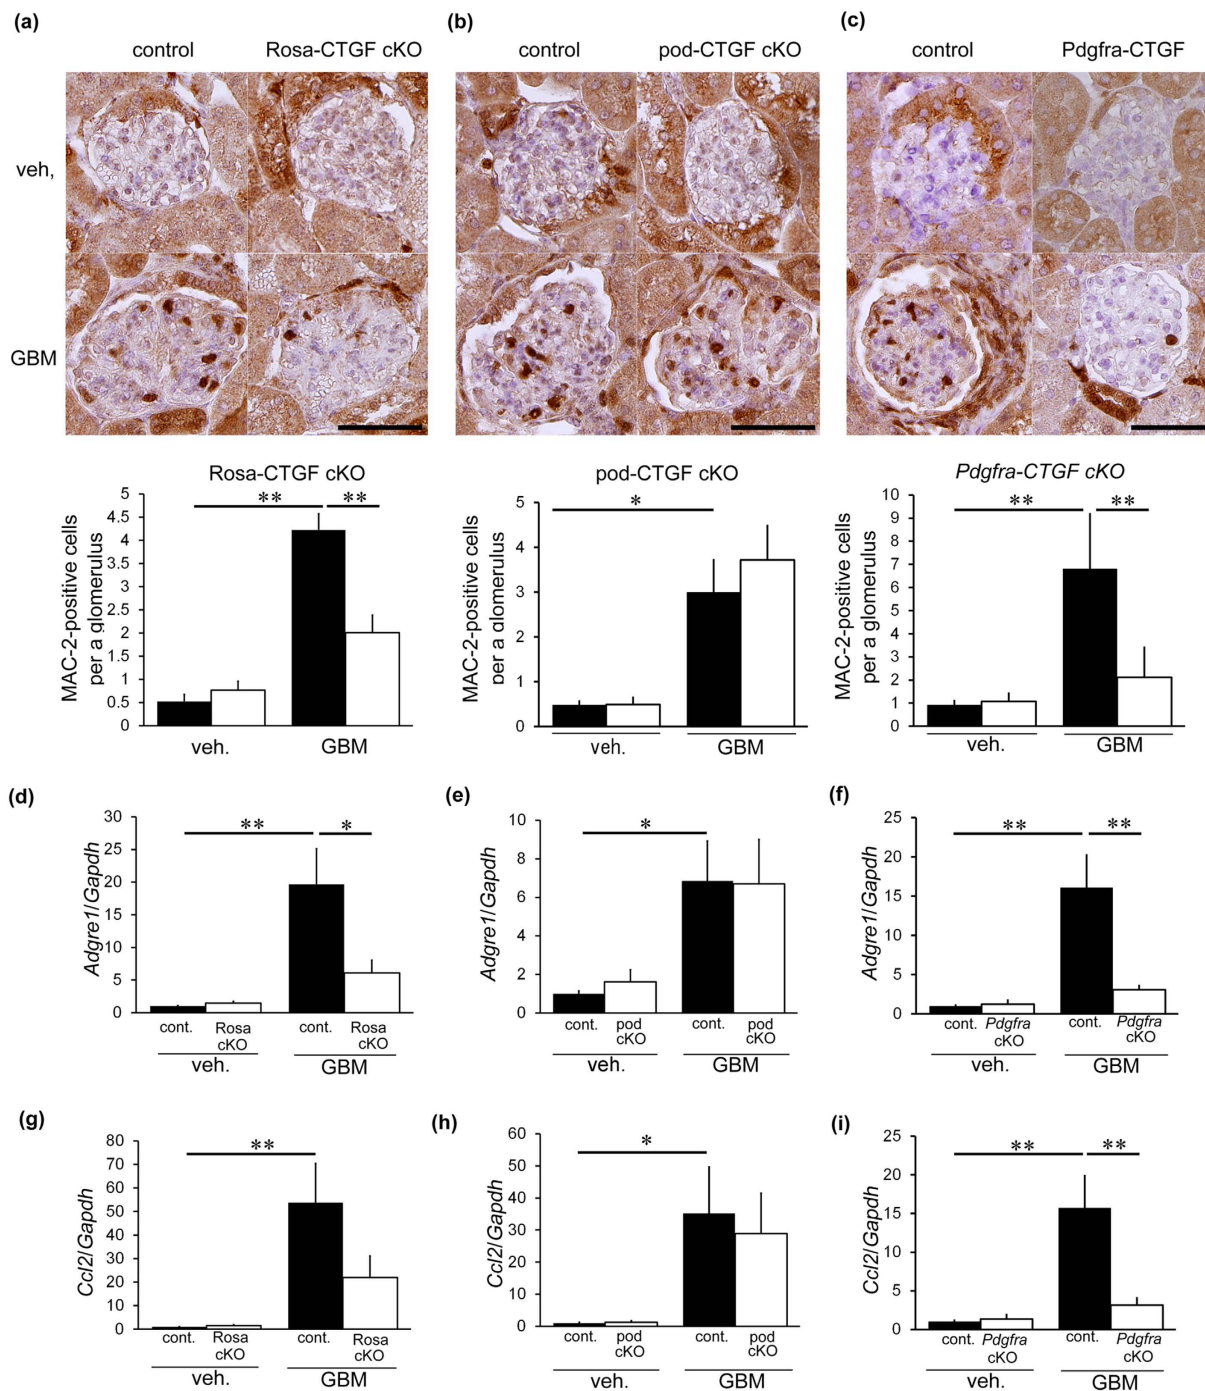 (a)
(b)
(c)
control Rosa-CTGF cKO
control pod-CTGF cKO
control Pdgfra-CTGF
veh,
GBM
Rosa-CTGF cKO
MAC-2-positive cells
per a glomerulus
5
4.5
4
3.5
3
2.5
2
1.5
1
0.5
0
** **
veh. GBM
pod-CTGF cKO
MAC-2-positive cells
per a glomerulus
5
4
3
2
1
0
*
veh. GBM
Pdgfra-CTGF cKO
MAC-2-positive cells
per a glomerulus
10
9
8
7
6
5
4
3
2
1
0
** **
veh. GBM
(d)
Adgre1/Gapdh
30
25
20
15
10
5
0
** *
cont. Rosa cont. Rosa
cKO cKO
veh. GBM
(e)
Adgre1/Gapdh
10
8
6
4
2
0
*
cont. pod cont. pod
cKO cKO
veh. GBM
(f)
Adgre1/Gapdh
25
20
15
10
5
0
** **
cont. Pdgfra cont. Pdgfra
cKO cKO
veh. GBM
(g)
Ccl2/Gapdh
80
70
60
50
40
30
20
10
0
**
cont. Rosa cont. Rosa
cKO cKO
veh. GBM
(h)
Ccl2/Gapdh
60
50
40
30
20
10
0
*
cont. pod cont. pod
cKO cKO
veh. GBM
(i)
Ccl2/Gapdh
25
20
15
10
5
0
** **
cont. Pdgfra cont. Pdgfra
cKO cKO
veh. GBM